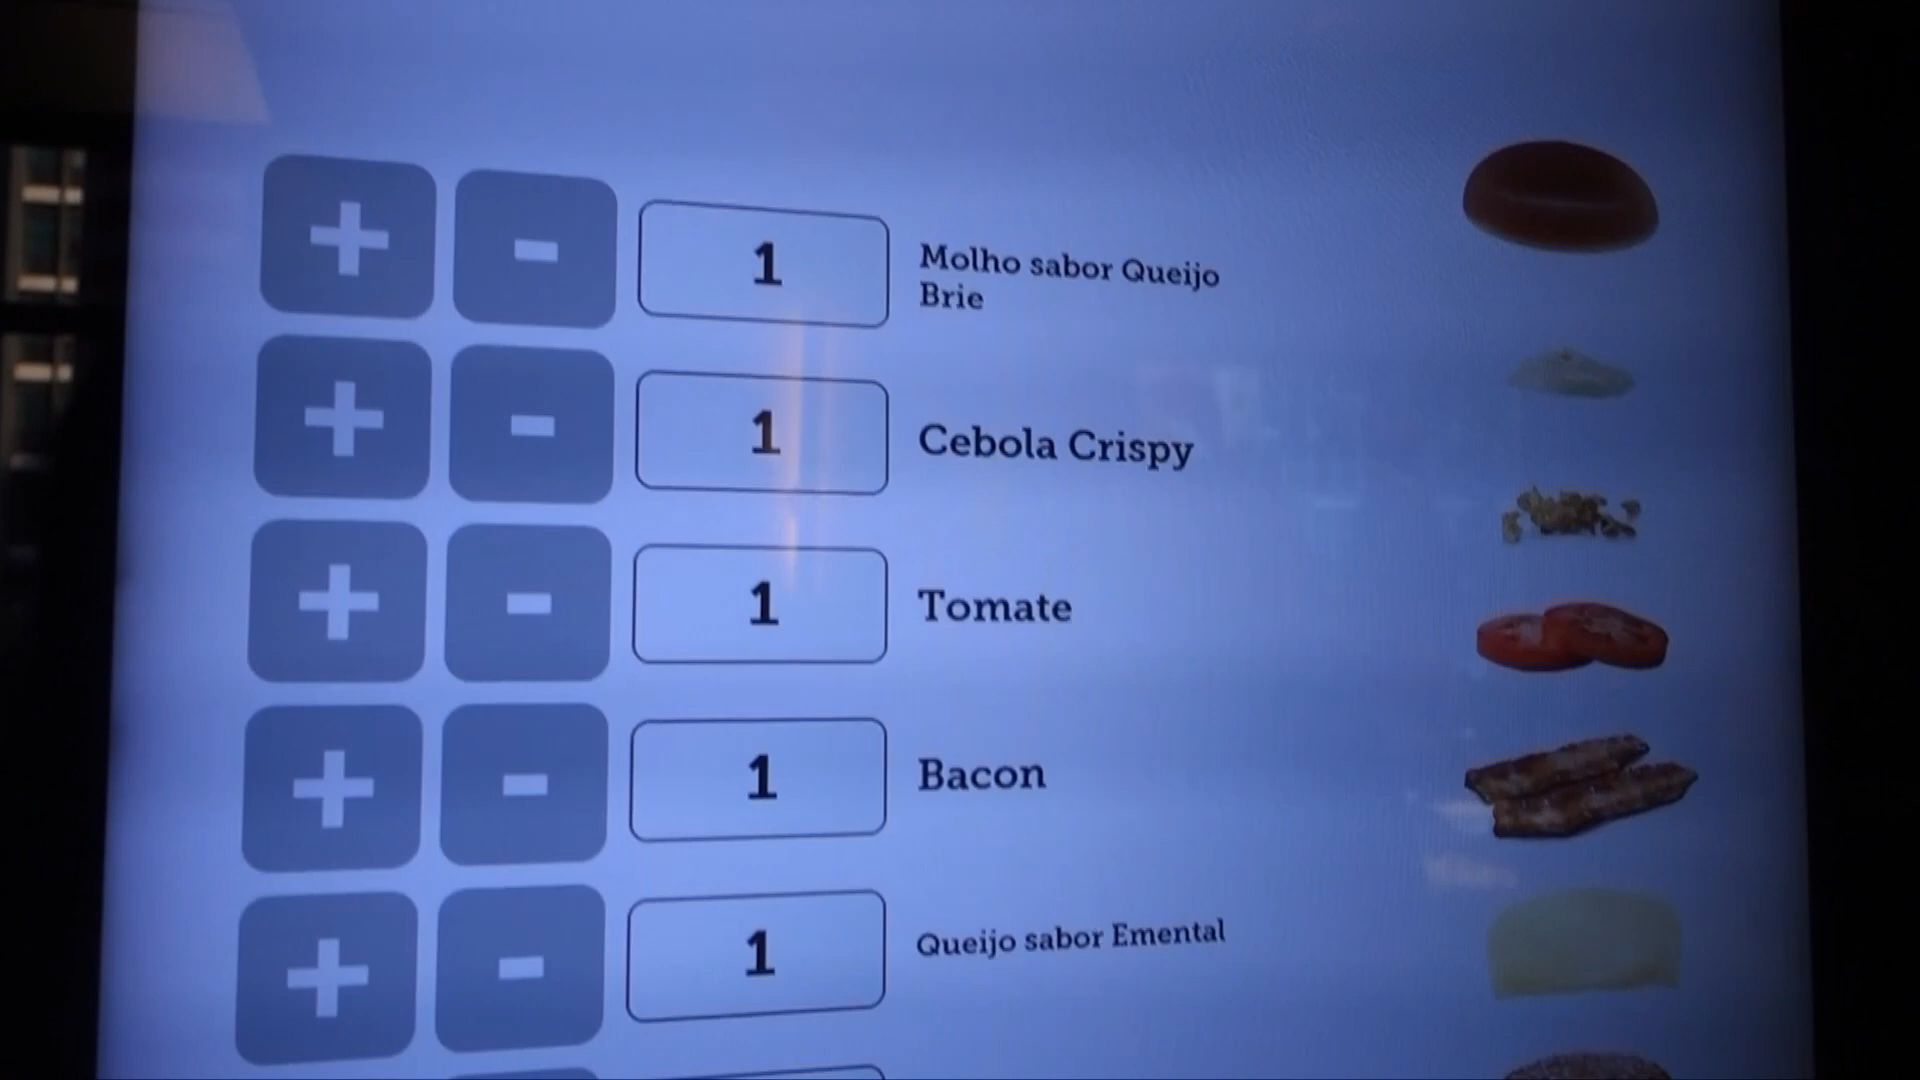 + - 1 Molho sabor Queijo
Brie
+ - 1 Cebola Crispy
+ - 1 Tomate
+ - 1 Bacon
+ - 1 Queijo sabor Emental